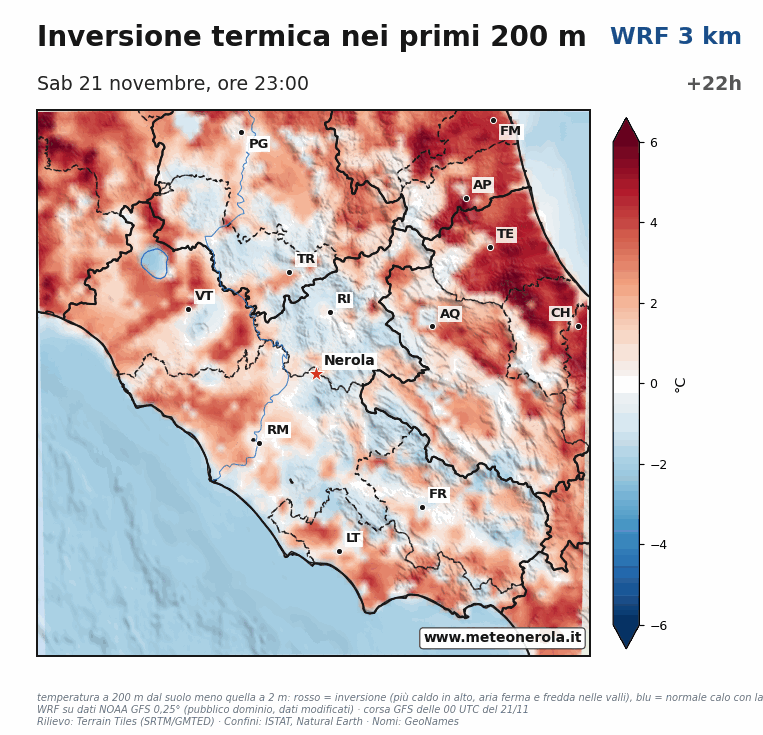 Inversione termica nei primi 200 m WRF 3 km
Sab 21 novembre, ore 23:00 +22h
FM
PG
AP
TE
TR
VT
RI
AQ
CH
Nerola
RM
FR
LT
6
4
2
0
−2
−4
−6
°C
www.meteonerola.it
temperatura a 200 m dal suolo meno quella a 2 m: rosso = inversione (più caldo in alto, aria ferma e fredda nelle valli), blu = normale calo con la
WRF su dati NOAA GFS 0,25° (pubblico dominio, dati modificati) · corsa GFS delle 00 UTC del 21/11
Rilievo: Terrain Tiles (SRTM/GMTED) · Confini: ISTAT, Natural Earth · Nomi: GeoNames